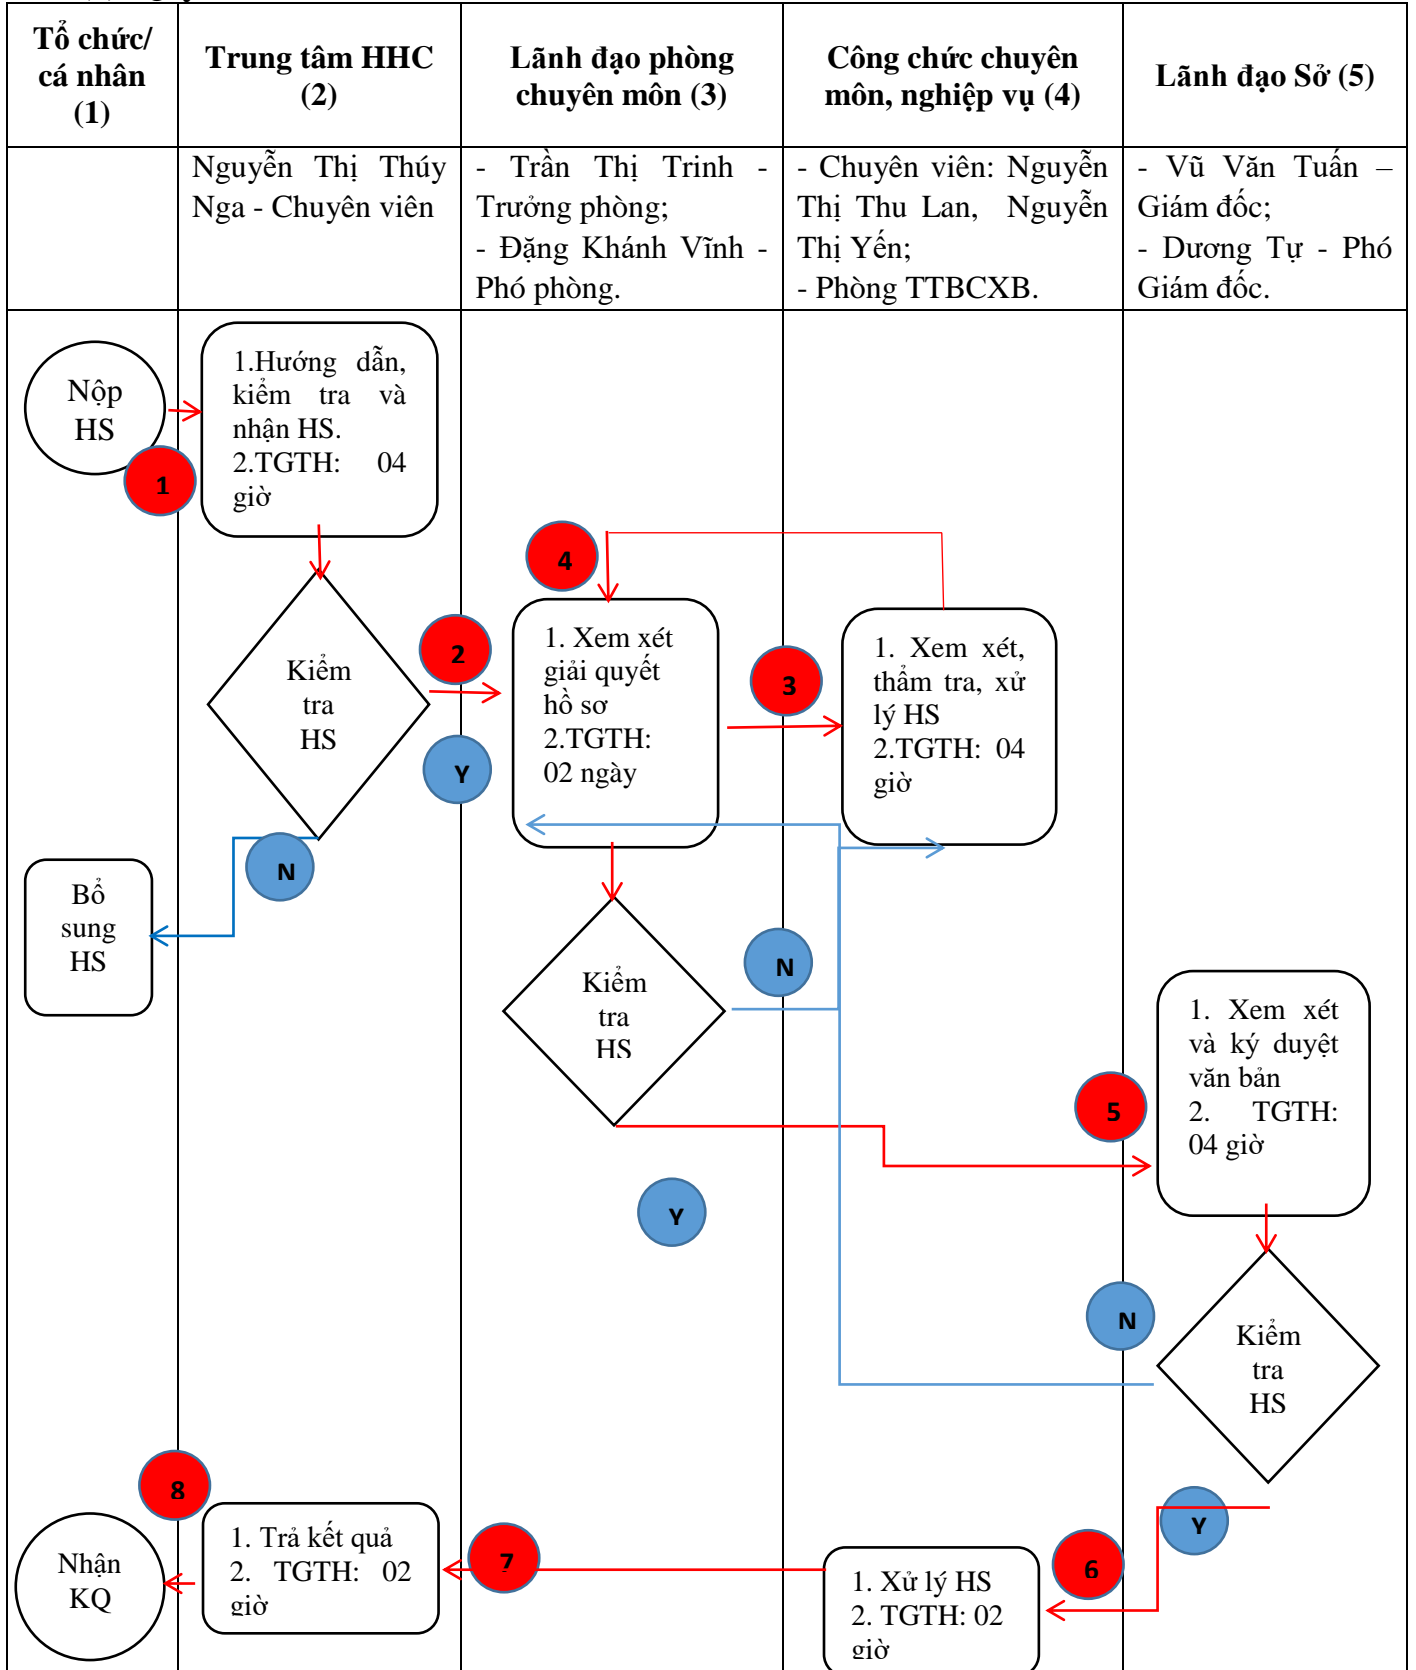 Tổ chức/
cá nhân
(1)
Trung tâm HHC
(2)
Lãnh đạo phòng
chuyên môn (3)
Công chức chuyên
môn, nghiệp vụ (4)
Lãnh đạo Sở (5)
Nguyễn Thị Thúy
Nga - Chuyên viên
- Trần Thị Trinh -
Trưởng phòng;
- Đặng Khánh Vĩnh -
Phó phòng.
- Chuyên viên: Nguyễn
Thị Thu Lan, Nguyễn
Thị Yến;
- Phòng TTBCXB.
- Vũ Văn Tuấn –
Giám đốc;
- Dương Tự - Phó
Giám đốc.
Nộp
HS
1
1.Hướng dẫn,
kiểm tra và
nhận HS.
2.TGTH: 04
giờ
4
Kiểm
tra
HS
2
Y
1. Xem xét
giải quyết
hồ sơ
2.TGTH:
02 ngày
3
1. Xem xét,
thẩm tra, xử
lý HS
2.TGTH: 04
giờ
N
Bổ
sung
HS
Kiểm
tra
HS
N
1. Xem xét
và ký duyệt
văn bản
2. TGTH:
04 giờ
5
Y
N
Kiểm
tra
HS
8
Nhận
KQ
1. Trả kết quả
2. TGTH: 02
giờ
7
1. Xử lý HS
2. TGTH: 02
giờ
6
Y